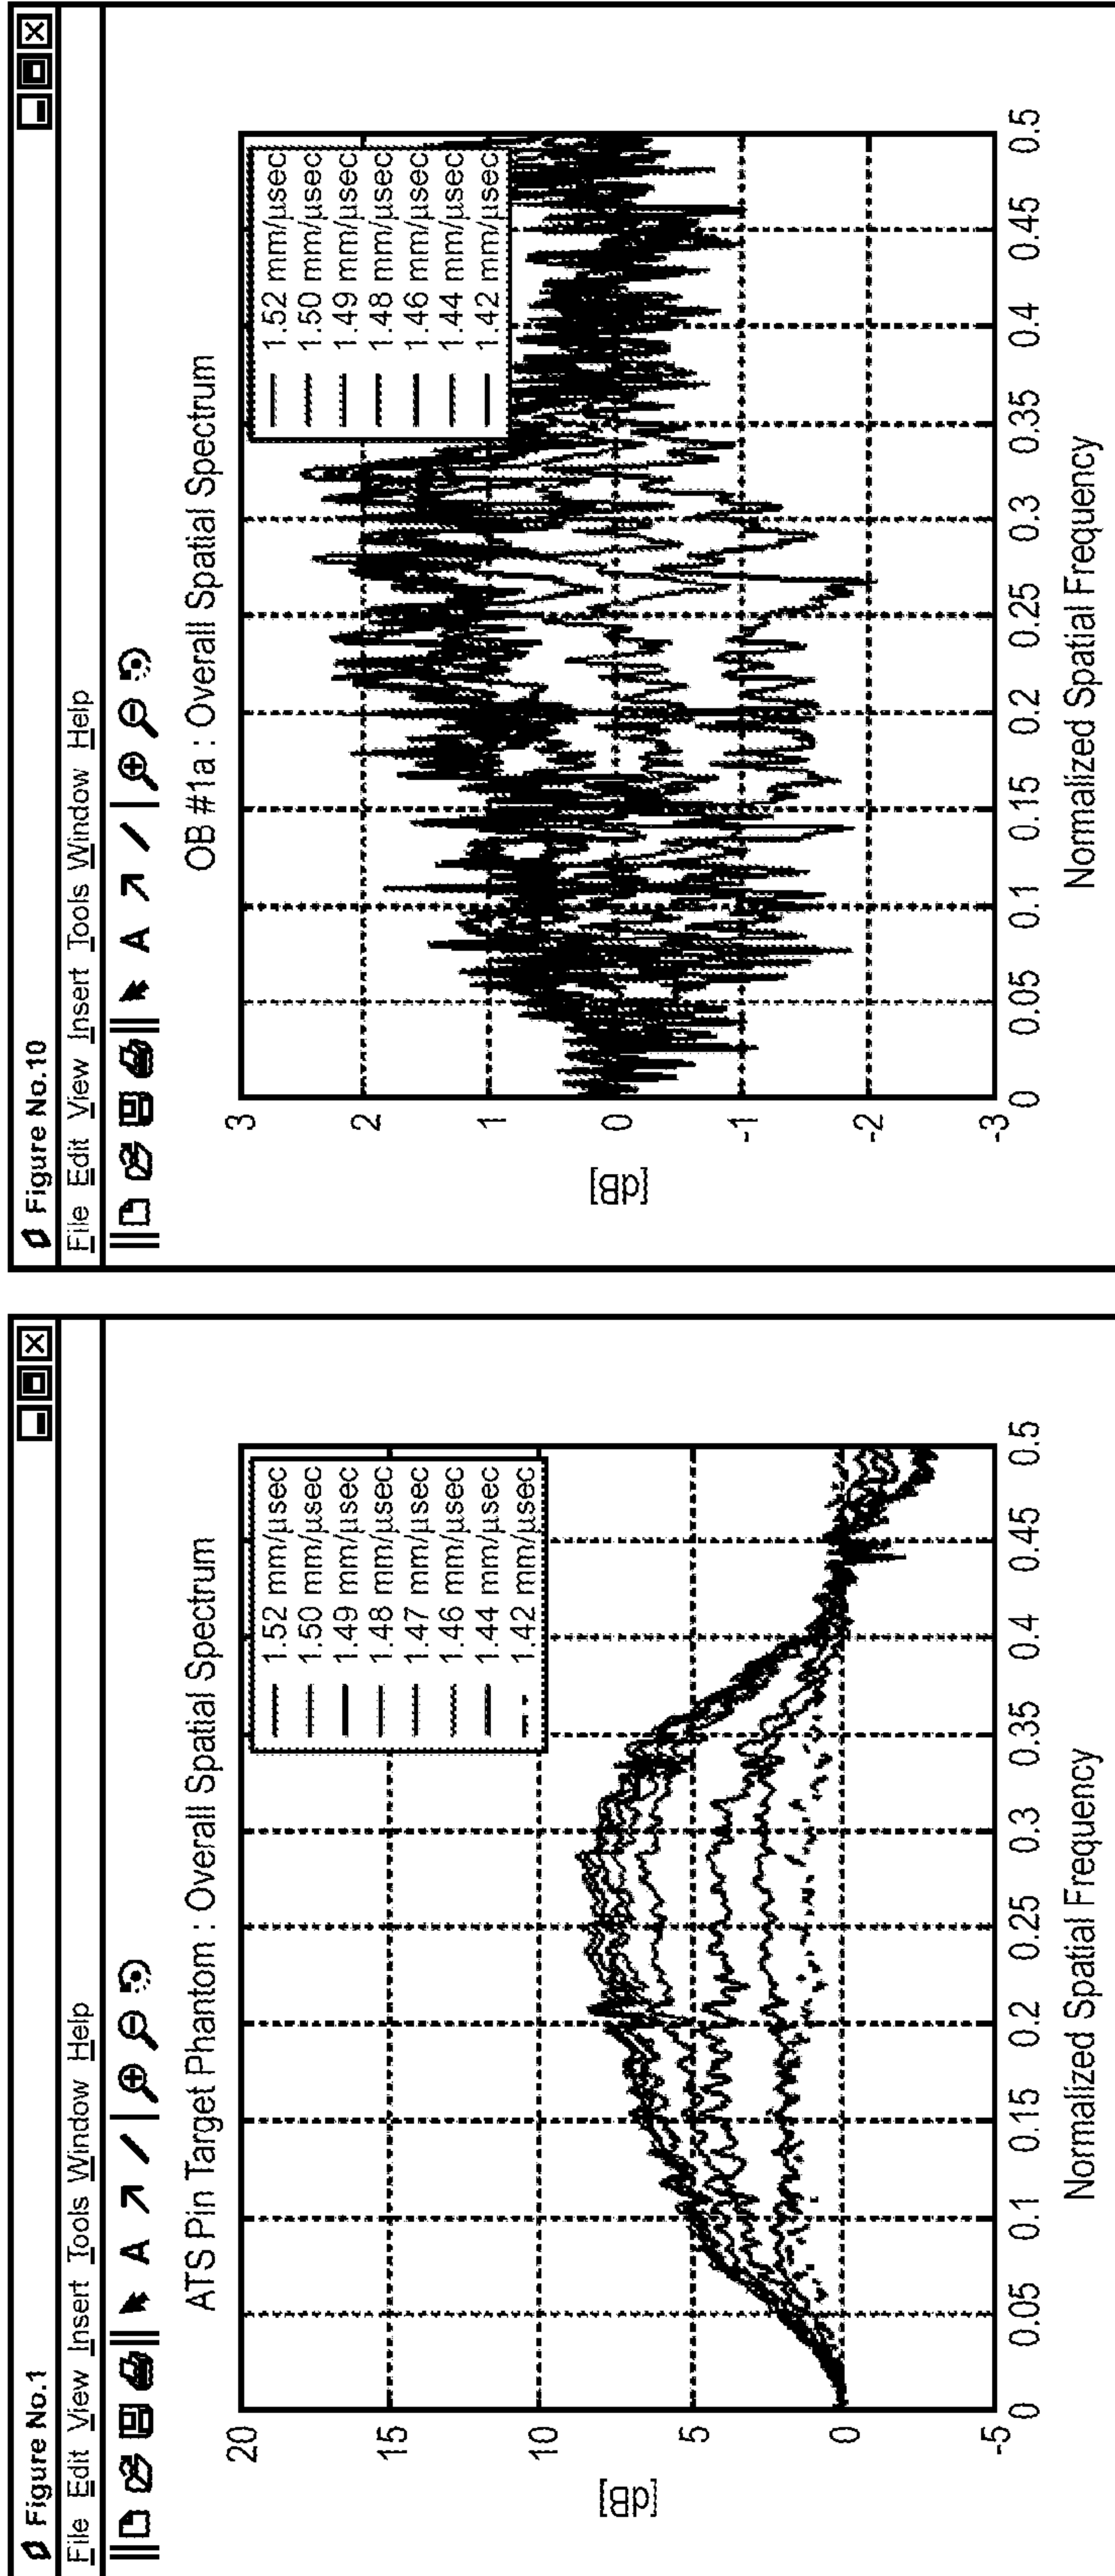 Figure No.1
File Edit View Insert Tools Window Help
A
ATS Pin Target Phantom : Overall Spatial Spectrum
20
15
10
5
0
-5
[dB]
1.52 mm/µsec
1.50 mm/µsec
1.49 mm/µsec
1.48 mm/µsec
1.47 mm/µsec
1.46 mm/µsec
1.44 mm/µsec
1.42 mm/µsec
0 0.05 0.1 0.15 0.2 0.25 0.3 0.35 0.4 0.45 0.5
Normalized Spatial Frequency
Figure No.10
File Edit View Insert Tools Window Help
A
OB #1a : Overall Spatial Spectrum
3
2
1
0
-1
-2
-3
[dB]
1.52 mm/µsec
1.50 mm/µsec
1.49 mm/µsec
1.48 mm/µsec
1.46 mm/µsec
1.44 mm/µsec
1.42 mm/µsec
0 0.05 0.1 0.15 0.2 0.25 0.3 0.35 0.4 0.45 0.5
Normalized Spatial Frequency